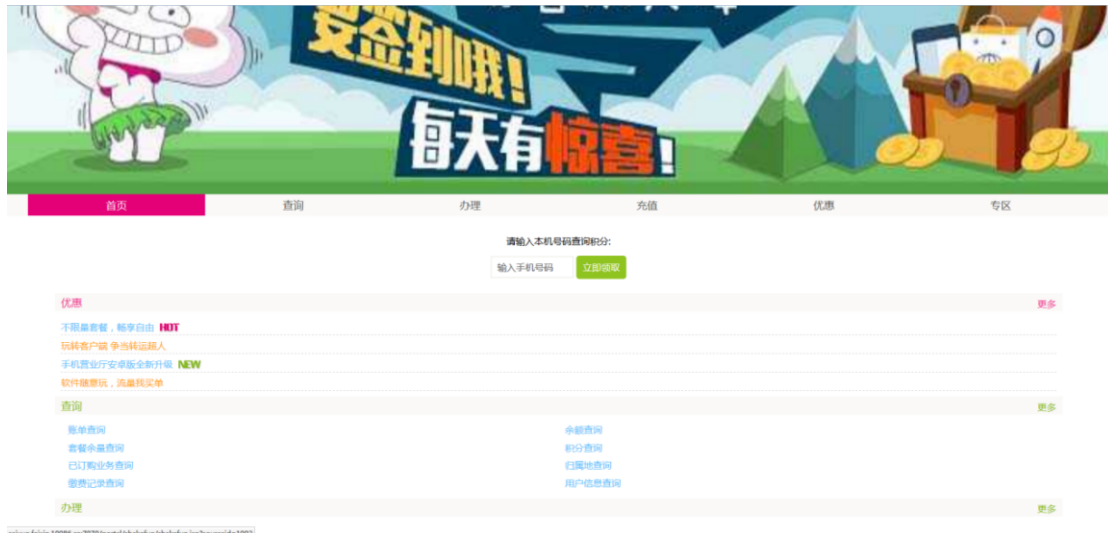 要签到哦！
每天有惊喜！
首页 查询 办理 充值 优惠 专区
请输入本机号码查询积分:
输入手机号码 立即领取
优惠 更多
不限量套餐，畅享自由 HOT
玩转客户端 争当转运超人
手机营业厅安卓版全新升级 NEW
软件随意玩，流量我买单
查询 更多
账单查询 余额查询
套餐余量查询 积分查询
已订购业务查询 归属地查询
缴费记录查询 用户信息查询
办理 更多